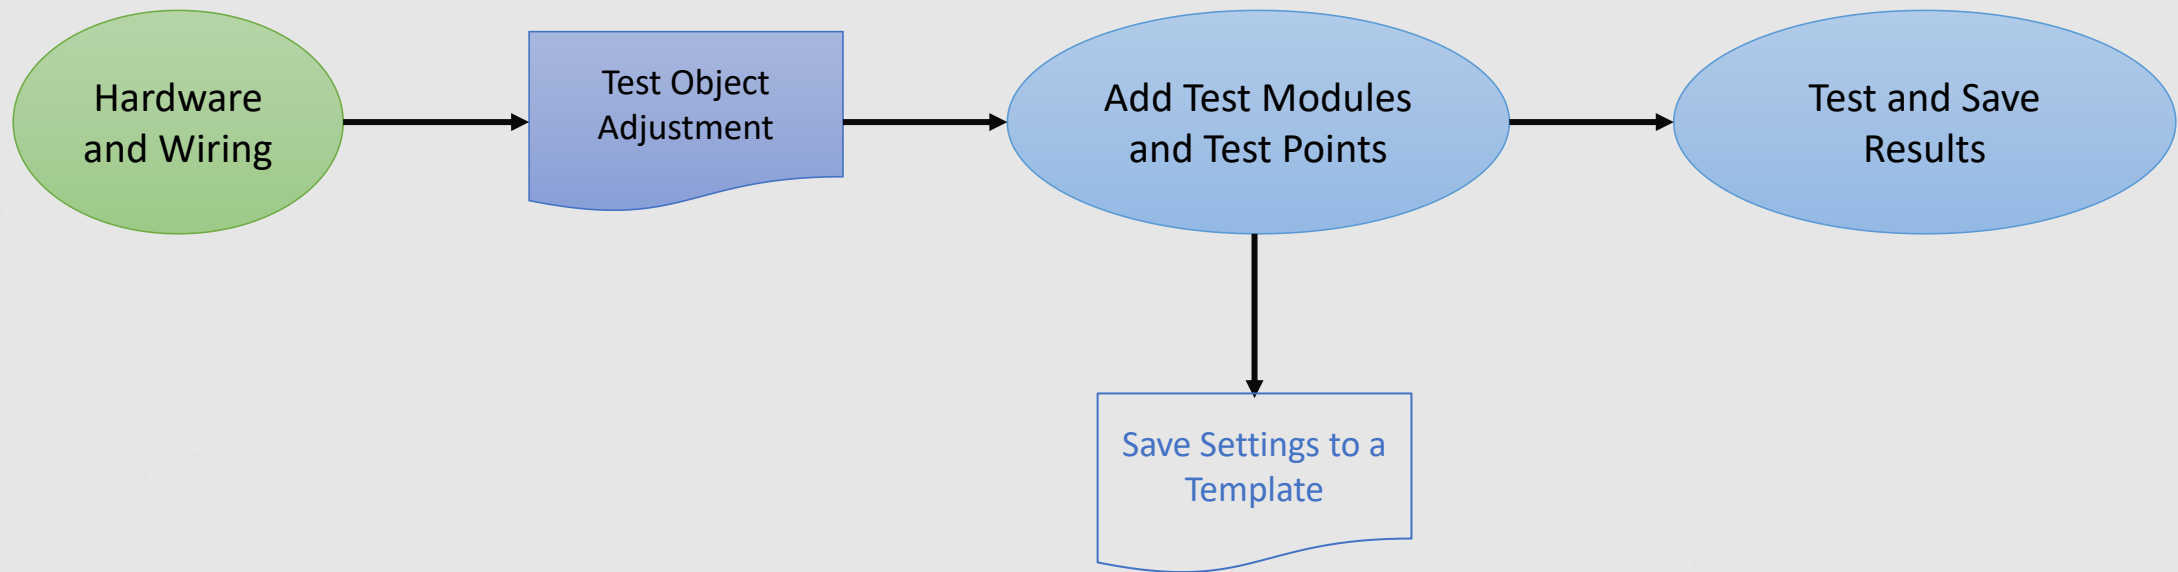 Hardware
and Wiring
Test Object
Adjustment
Add Test Modules
and Test Points
Test and Save
Results
Save Settings to a
Template